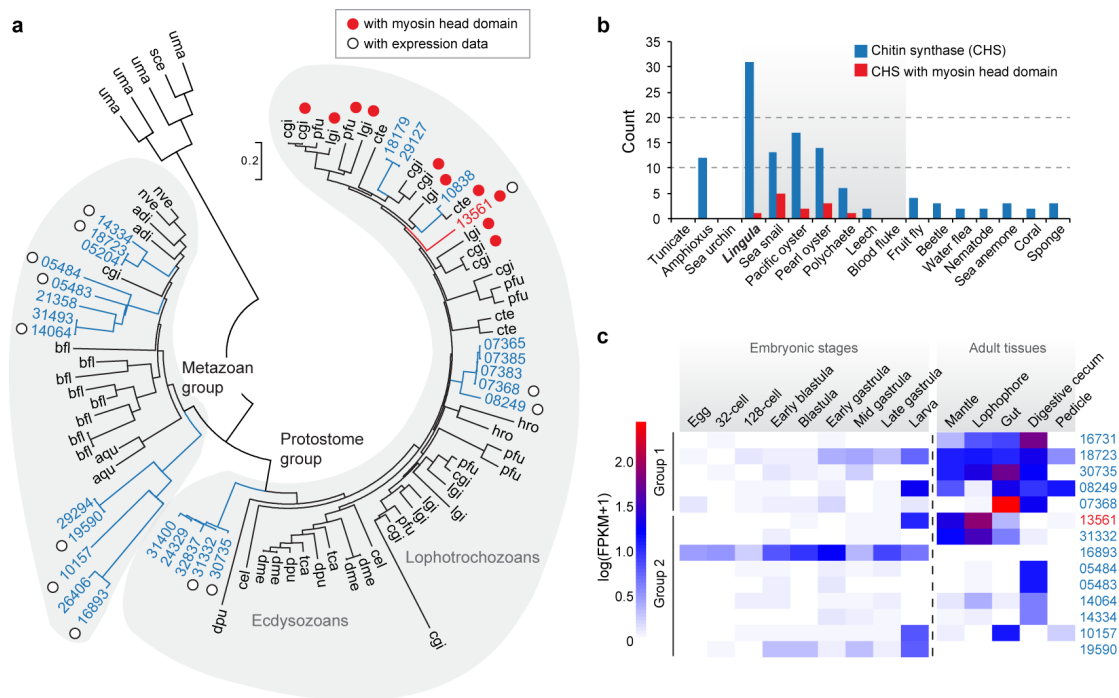 a
with myosin head domain
with expression data
uma
sce
uma
uma
uma
uma
0.2
cgi
cgi
pfu
lgi
pfu
lgi
cte
18179
29127
cgi
cgi
lgi
10838
cte
13561
lgi
cgi
cgi
cgi
pfu
pfu
cte
cte
07365
07385
07383
07368
08249
hro
hro
pfu
pfu
pfu
cgi
lgi
lgi
lgi
lgi
cgi
cgi
cgi
cel
dme
dme
tca
dpu
tca
dpu
dme
dme
cel
dpu
30735
31332
32837
24329
31400
16893
26406
10157
19590
29294
aqu
aqu
bfl
bfl
bfl
bfl
bfl
bfl
bfl
14064
31493
21358
05483
05484
cgi
05204
18723
14334
adi
adi
nve
nve
Metazoan
group
Protostome
group
Lophotrochozoans
Ecdysozoans
b
Chitin synthase (CHS)
CHS with myosin head domain
Count
35
30
25
20
15
10
5
0
Tunicate
Amphioxus
Sea urchin
Lingula
Sea snail
Pacific oyster
Pearl oyster
Polychaete
Leech
Blood fluke
Fruit fly
Beetle
Water flea
Nematode
Sea anemone
Coral
Sponge
c
Embryonic stages
Adult tissues
Egg
32-cell
128-cell
Early blastula
Blastula
Early gastrula
Mid gastrula
Late gastrula
Larva
Mantle
Lophophore
Gut
Digestive cecum
Pedicle
log(FPKM+1)
2.0
1.5
1.0
0.5
0
Group 1
Group 2
16731
18723
30735
08249
07368
13561
31332
16893
05484
05483
14064
14334
10157
19590